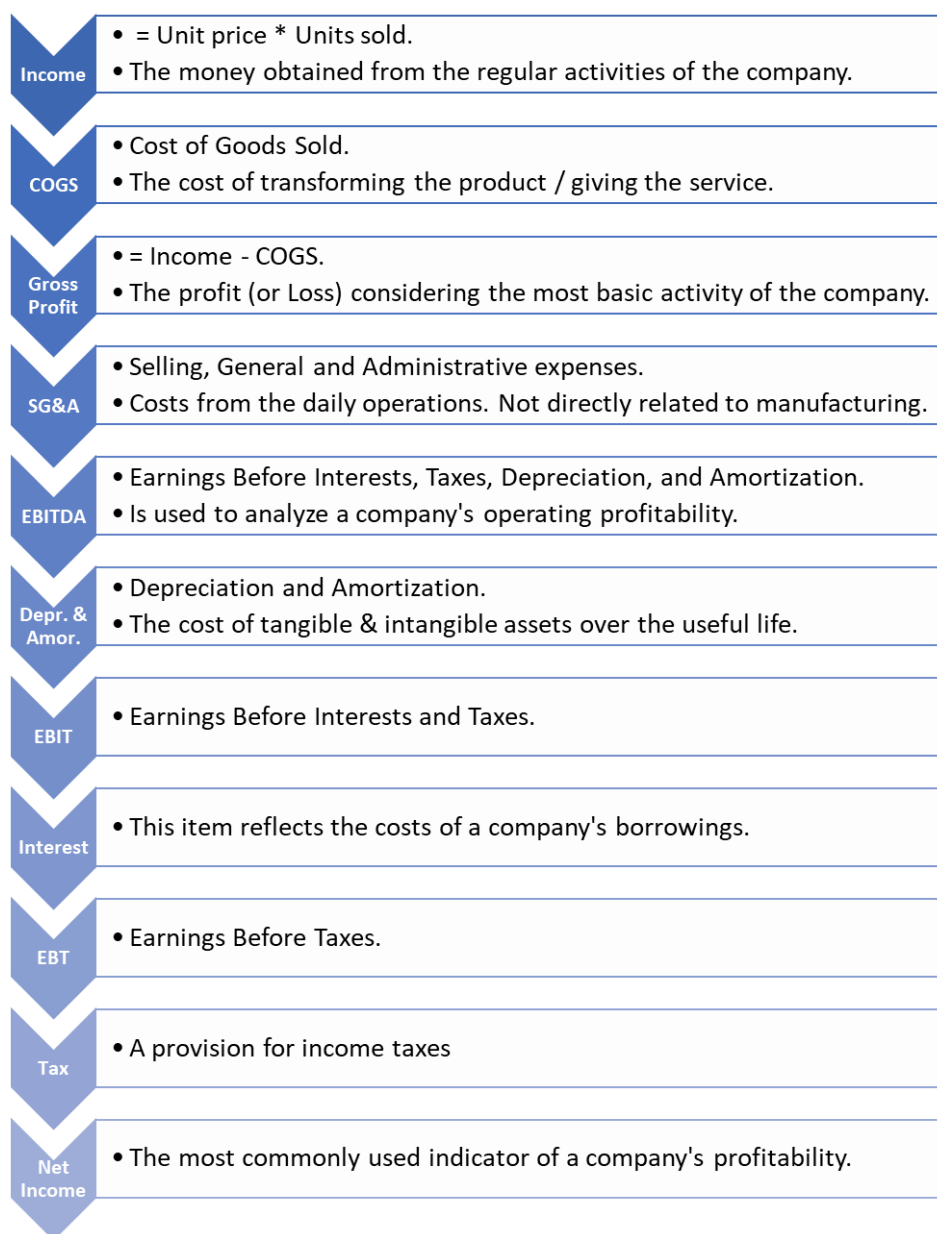 Income
• = Unit price * Units sold.
• The money obtained from the regular activities of the company.
COGS
• Cost of Goods Sold.
• The cost of transforming the product / giving the service.
Gross
Profit
• = Income - COGS.
• The profit (or Loss) considering the most basic activity of the company.
SG&A
• Selling, General and Administrative expenses.
• Costs from the daily operations. Not directly related to manufacturing.
EBITDA
• Earnings Before Interests, Taxes, Depreciation, and Amortization.
• Is used to analyze a company's operating profitability.
Depr. &
Amor.
• Depreciation and Amortization.
• The cost of tangible & intangible assets over the useful life.
EBIT
• Earnings Before Interests and Taxes.
Interest
• This item reflects the costs of a company's borrowings.
EBT
• Earnings Before Taxes.
Tax
• A provision for income taxes
Net
Income
• The most commonly used indicator of a company's profitability.